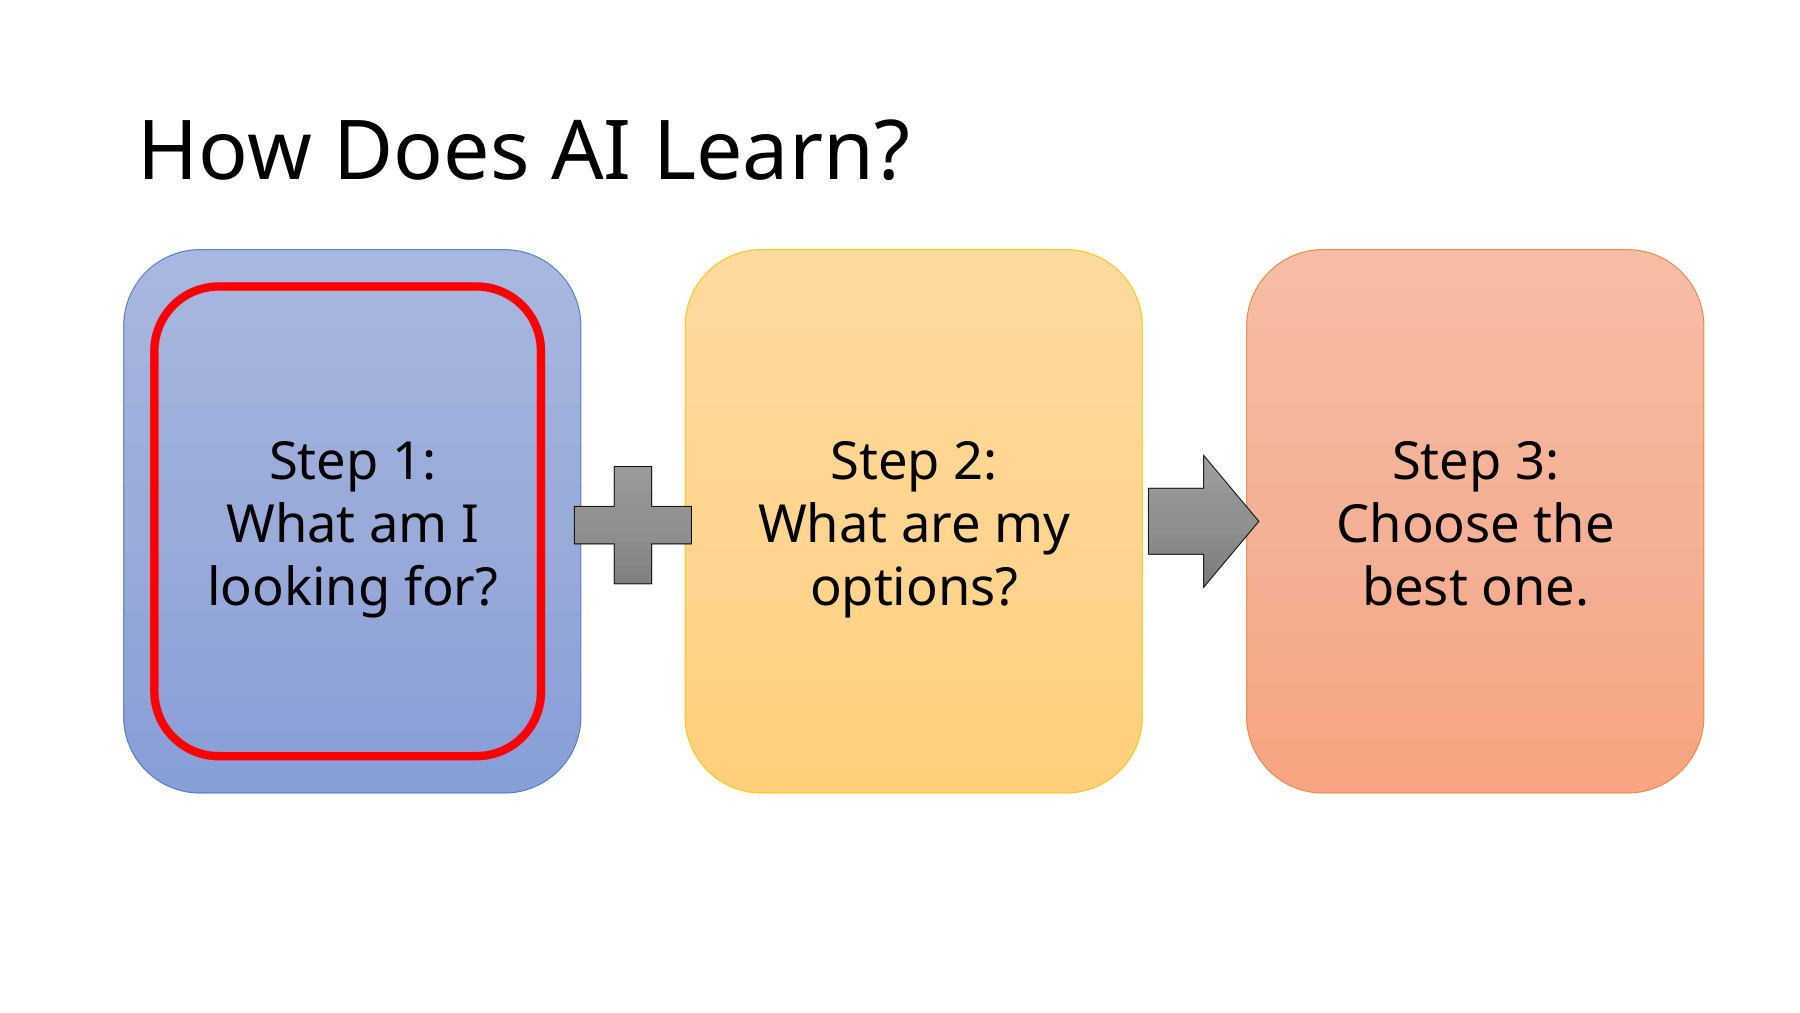 How Does AI Learn?
Step 1:
What am I
looking for?
Step 2:
What are my
options?
Step 3:
Choose the
best one.